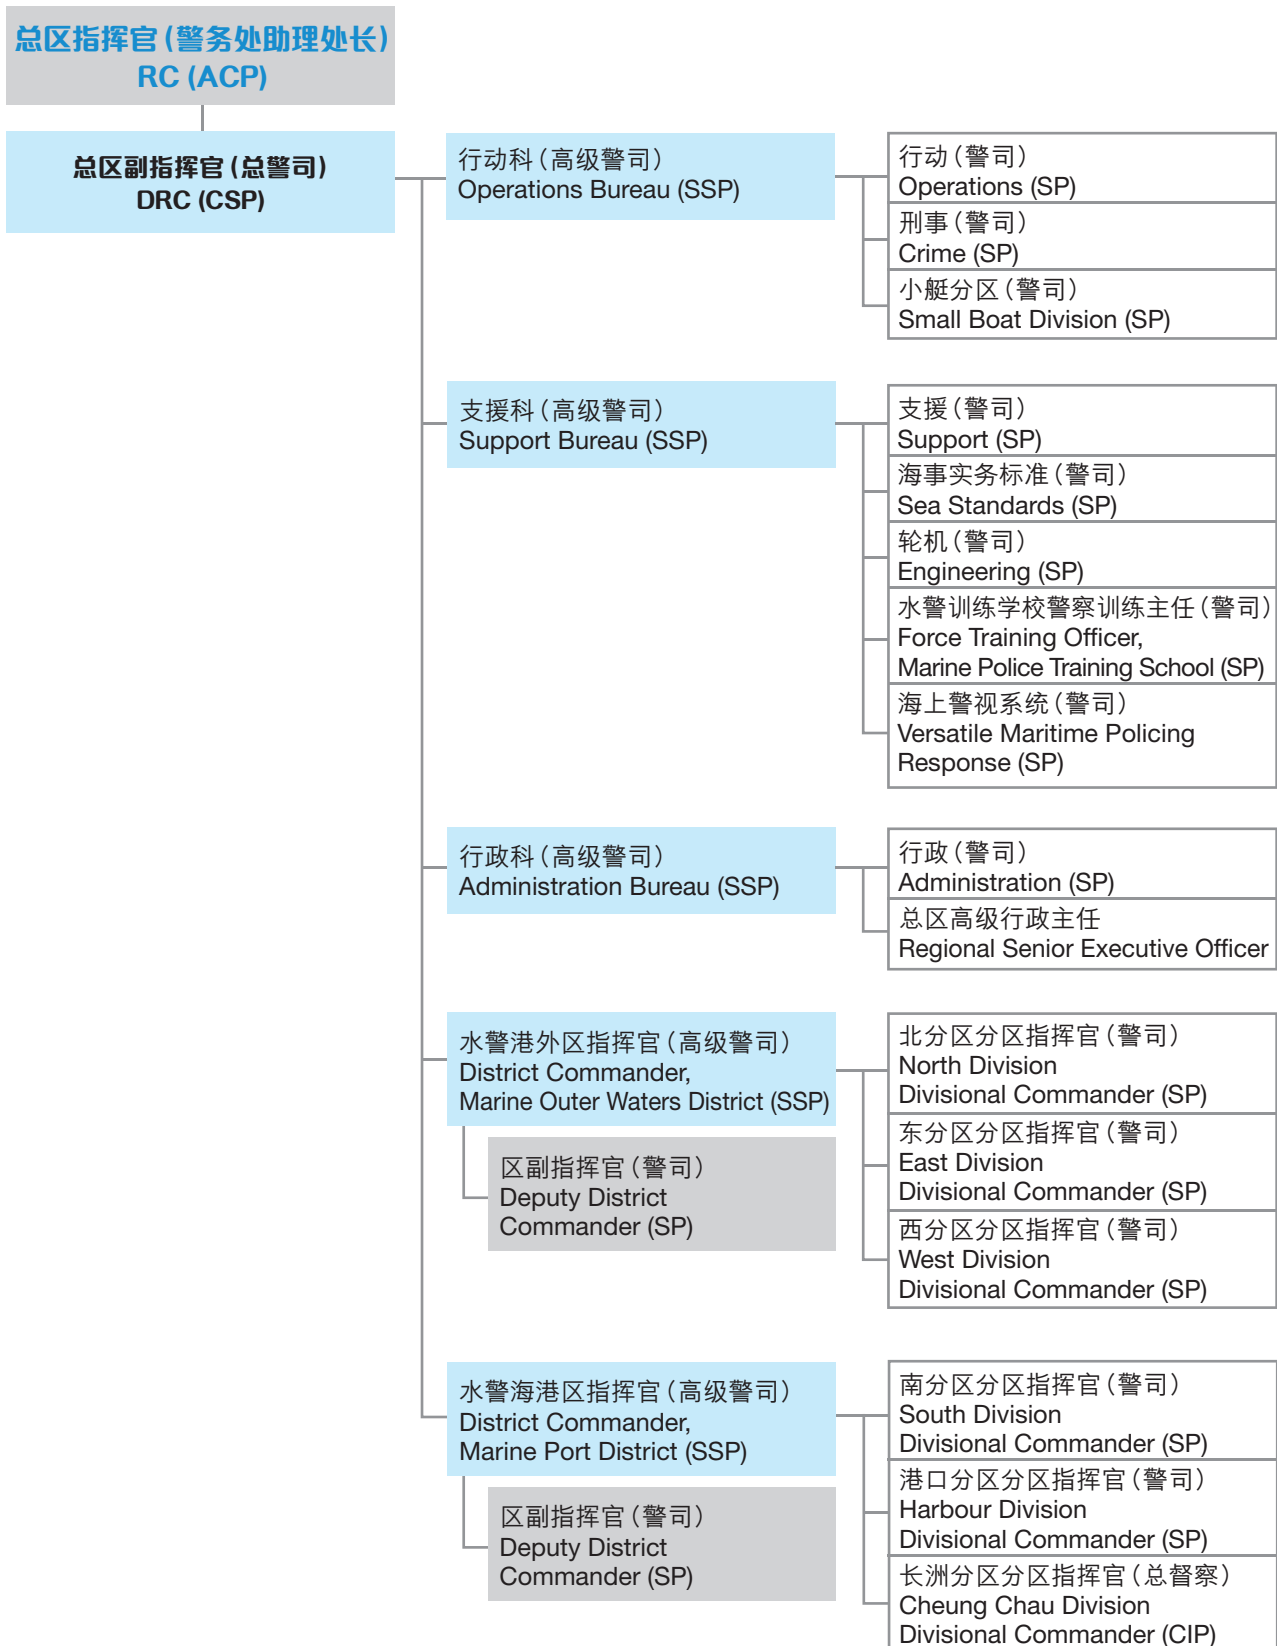 总区指挥官(警务处助理处长)
RC (ACP)
总区副指挥官(总警司)
DRC (CSP)
行动科(高级警司)
Operations Bureau (SSP)
行动(警司)
Operations (SP)
刑事(警司)
Crime (SP)
小艇分区(警司)
Small Boat Division (SP)
支援科(高级警司)
Support Bureau (SSP)
支援(警司)
Support (SP)
海事实务标准(警司)
Sea Standards (SP)
轮机(警司)
Engineering (SP)
水警训练学校警察训练主任(警司)
Force Training Officer,
Marine Police Training School (SP)
海上警视系统(警司)
Versatile Maritime Policing
Response (SP)
行政科(高级警司)
Administration Bureau (SSP)
行政(警司)
Administration (SP)
总区高级行政主任
Regional Senior Executive Officer
水警港外区指挥官(高级警司)
District Commander,
Marine Outer Waters District (SSP)
区副指挥官(警司)
Deputy District
Commander (SP)
北分区分区指挥官(警司)
North Division
Divisional Commander (SP)
东分区分区指挥官(警司)
East Division
Divisional Commander (SP)
西分区分区指挥官(警司)
West Division
Divisional Commander (SP)
水警海港区指挥官(高级警司)
District Commander,
Marine Port District (SSP)
区副指挥官(警司)
Deputy District
Commander (SP)
南分区分区指挥官(警司)
South Division
Divisional Commander (SP)
港口分区分区指挥官(警司)
Harbour Division
Divisional Commander (SP)
长洲分区分区指挥官(总督察)
Cheung Chau Division
Divisional Commander (CIP)